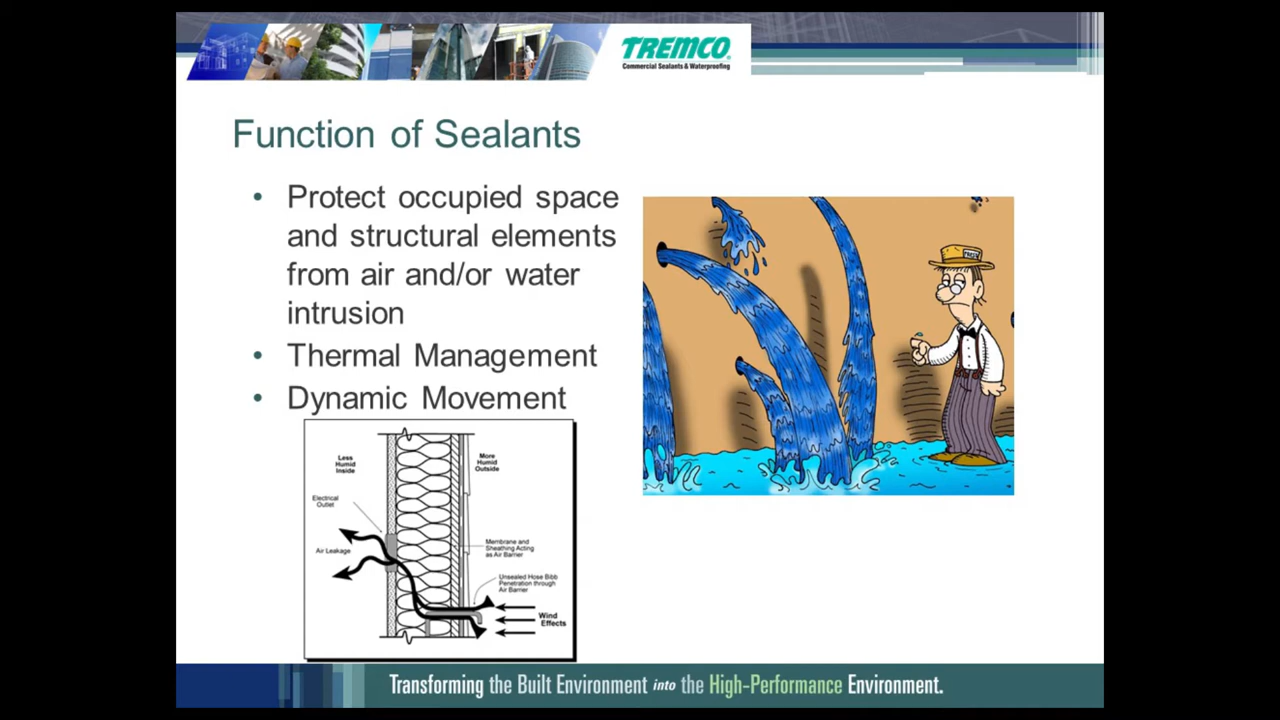 TREMCO
Commercial Sealants & Waterproofing
Function of Sealants
• Protect occupied space
and structural elements
from air and/or water
intrusion
• Thermal Management
• Dynamic Movement
Less
Humid
Inside
More
Humid
Outside
Electrical
Outlet
Air Leakage
Membrane and
Sheathing Acting
as Air Barrier
Unsealed Hose Bibb
Penetration through
Air Barrier
Wind
Effects
Transforming the Built Environment into the High-Performance Environment.